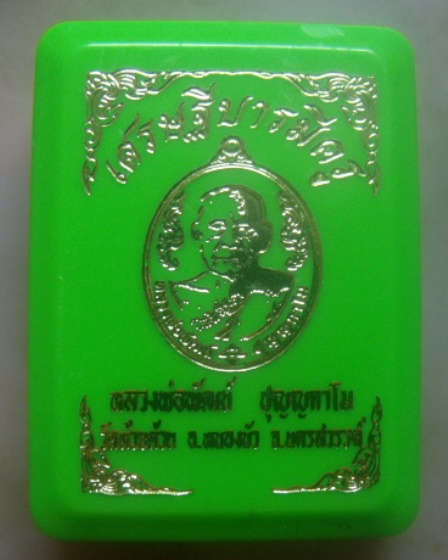 เศรษฐีบารมีครู
หลวงพ่อพัฒน์ ปุญญกาโม
วัดห้วยด้วน อ.หนองบัว จ.นครสวรรค์